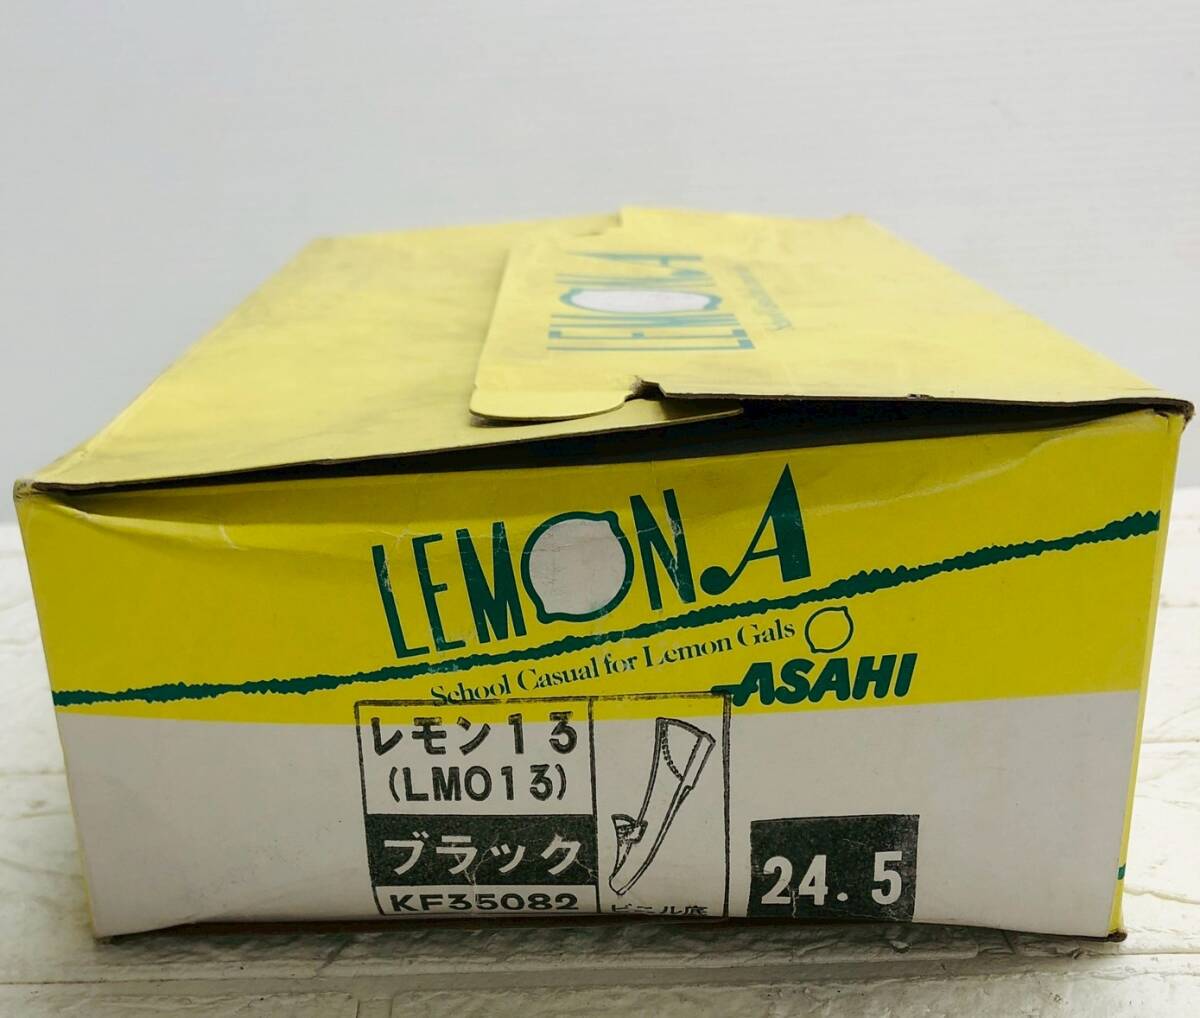 LEMON.A
LEMON.A
School Casual for Lemon Gals
ASAHI
レモン13
(LM013)
ブラック
KF35082
ビニル底
24.5